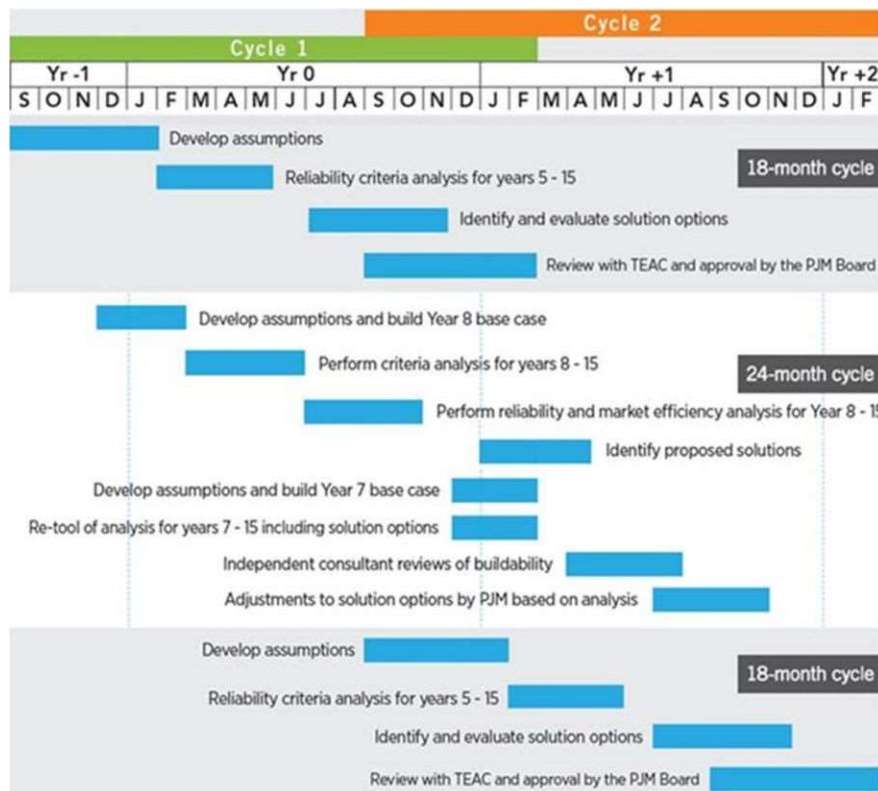 Cycle 2
Cycle 1
Yr -1 Yr 0 Yr +1 Yr +2
S O N D J F M A M J J A S O N D J F M A M J J A S O N D J F
Develop assumptions
18-month cycle
Reliability criteria analysis for years 5 - 15
Identify and evaluate solution options
Review with TEAC and approval by the PJM Board
Develop assumptions and build Year 8 base case
Perform criteria analysis for years 8 - 15
24-month cycle
Perform reliability and market efficiency analysis for Year 8 - 15
Identify proposed solutions
Develop assumptions and build Year 7 base case
Re-tool of analysis for years 7 - 15 including solution options
Independent consultant reviews of buildability
Adjustments to solution options by PJM based on analysis
Develop assumptions
18-month cycle
Reliability criteria analysis for years 5 - 15
Identify and evaluate solution options
Review with TEAC and approval by the PJM Board